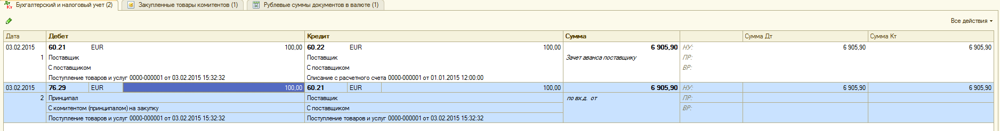 Дт Кт Бухгалтерский и налоговый учет (2) Закупленные товары комитентов (1) Рублевые суммы документов в валюте (1)
Все действия
Дата Дебет Кредит Сумма Сумма Дт Сумма Кт
03.02.2015 60.21 EUR 100,00 60.22 EUR 100,00 6 905,90 НУ: 6 905,90 6 905,90
1 Поставщик Поставщик Зачет аванса поставщику ПР:
С поставщиком С поставщиком ВР:
Поступление товаров и услуг 0000-000001 от 03.02.2015 15:32:32 Списание с расчетного счета 0000-000001 от 01.01.2015 12:00:00
03.02.2015 76.29 EUR 100,00 60.21 EUR 100,00 6 905,90 НУ: 6 905,90 6 905,90
2 Принципал Поставщик по вх.д. от ПР:
С комитентом (принципалом) на закупку С поставщиком ВР:
Поступление товаров и услуг 0000-000001 от 03.02.2015 15:32:32 Поступление товаров и услуг 0000-000001 от 03.02.2015 15:32:32